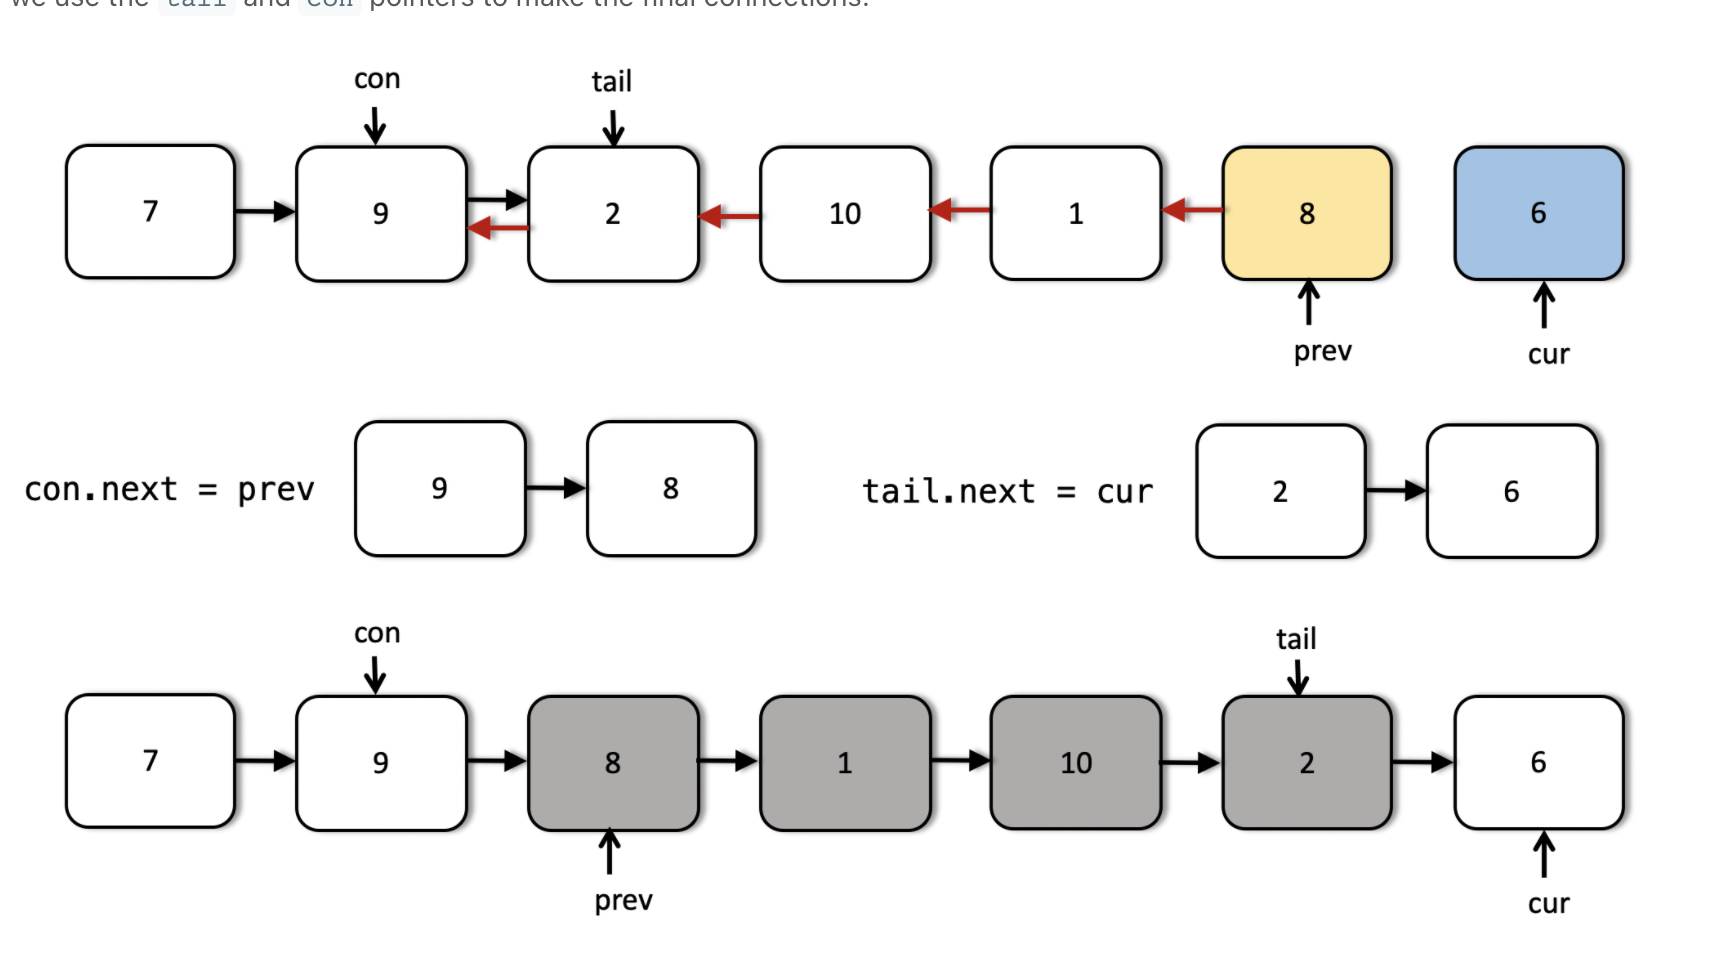 we use the tail and con pointers to make the final connections.
con tail
7 9 2 10 1 8 6
prev cur
con.next = prev 9 8 tail.next = cur 2 6
con tail
7 9 8 1 10 2 6
prev cur